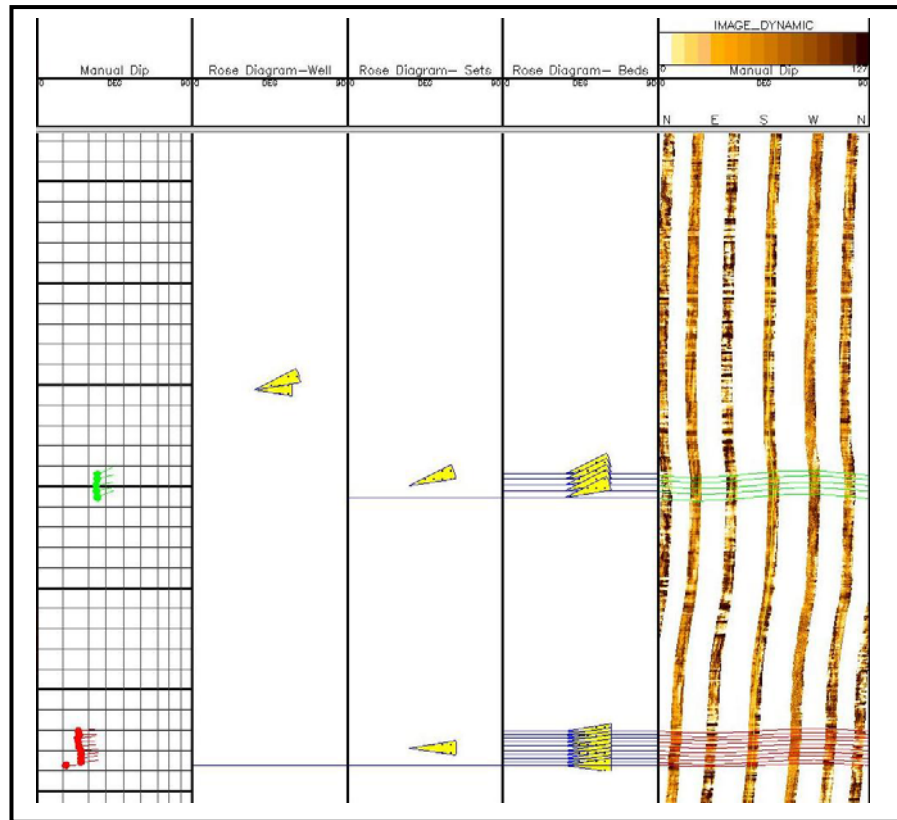 IMAGE_DYNAMIC
Manual Dip Rose Diagram-Well Rose Diagram- Sets Rose Diagram- Beds 0 Manual Dip 127
0 DEG 90 0 DEG 90 0 DEG 90 0 DEG 90 0 DEG 90
N E S W N